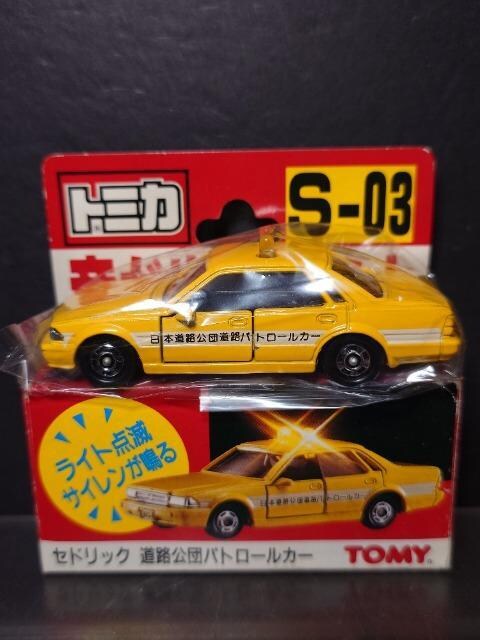 トミカ
S-03
日本道路公団道路パトロールカー
ライト点滅
サイレンが鳴る
日本道路公団道路パトロールカー
セドリック 道路公団パトロールカー
TOMY